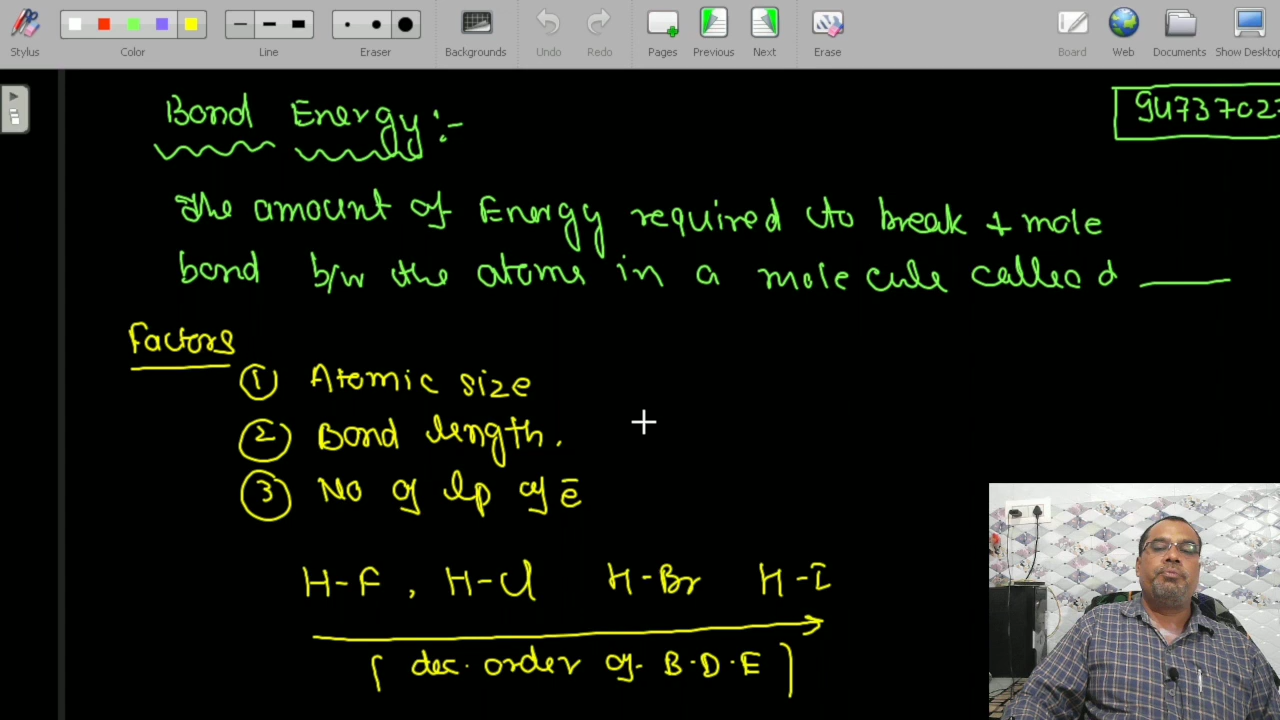 Stylus Color Line Eraser Backgrounds Undo Redo Pages Previous Next Erase Board Web Documents Show Desktop
Bond Energy:-
94737027
The amount of Energy required to break 1 mole
bond b/w the atoms in a molecule called ____
Factors
① Atomic size
② Bond length.
③ No of lp of ē
H-F , H-Cl H-Br H-I
[ dec. order of B.D.E ]